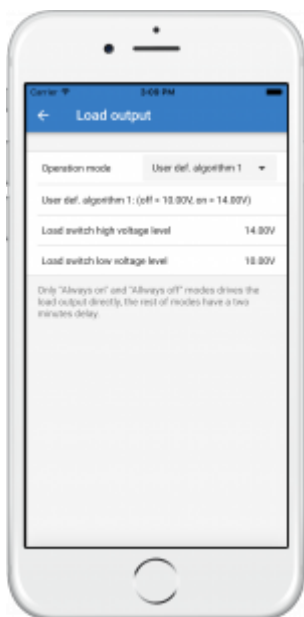 Carrier 3:08 PM
Load output
Operation mode User def. algorithm 1
User def. algorithm 1: (off = 10.00V, on = 14.00V)
Load switch high voltage level 14.00V
Load switch low voltage level 10.00V
Only "Always on" and "Allways off" modes drives the
load output directly, the rest of modes have a two
minutes delay.